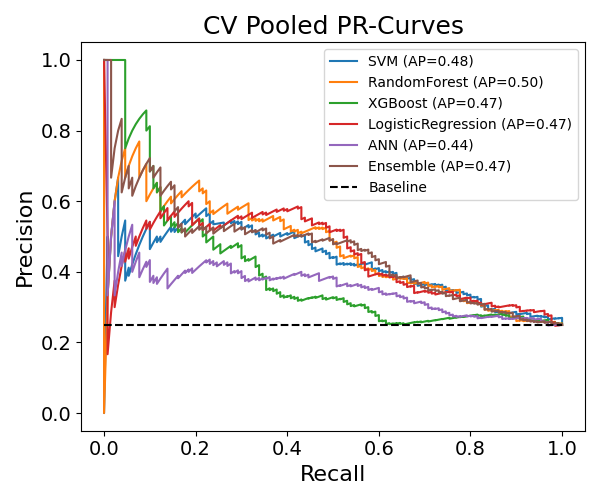 CV Pooled PR-Curves
SVM (AP=0.48)
RandomForest (AP=0.50)
XGBoost (AP=0.47)
LogisticRegression (AP=0.47)
ANN (AP=0.44)
Ensemble (AP=0.47)
Baseline
Precision
1.0
0.8
0.6
0.4
0.2
0.0
0.0 0.2 0.4 0.6 0.8 1.0
Recall